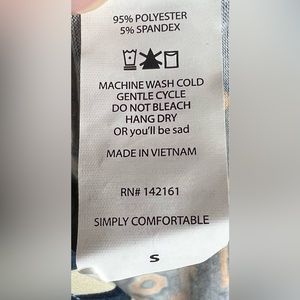 95% POLYESTER
5% SPANDEX
MACHINE WASH COLD
GENTLE CYCLE
DO NOT BLEACH
HANG DRY
OR you'll be sad
MADE IN VIETNAM
RN# 142161
SIMPLY COMFORTABLE
S